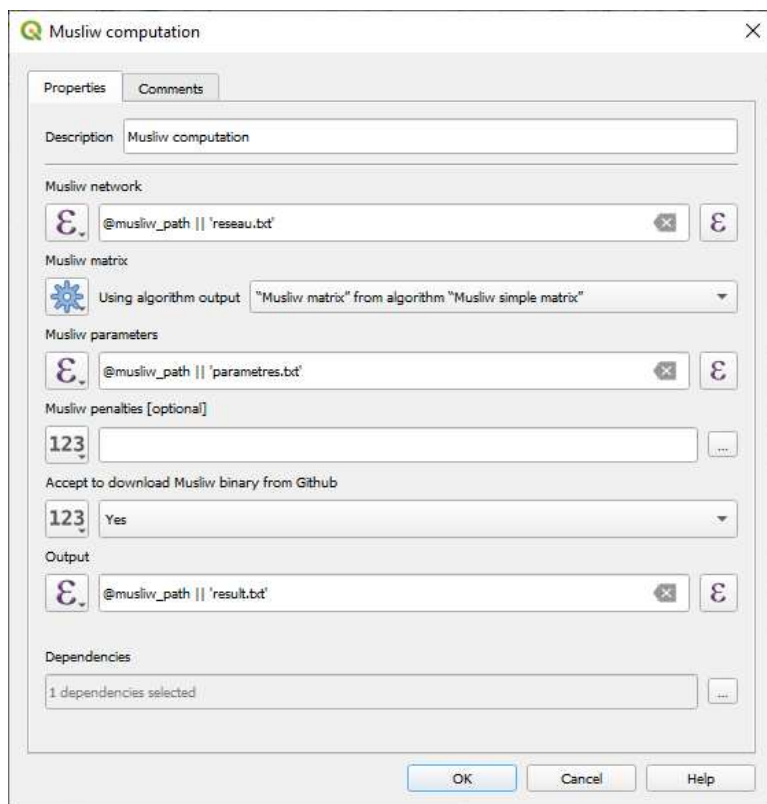 Musliw computation
Properties Comments
Description Musliw computation
Musliw network
ε @musliw_path || 'reseau.txt' ε
Musliw matrix
Using algorithm output "Musliw matrix" from algorithm "Musliw simple matrix"
Musliw parameters
ε @musliw_path || 'parametres.txt' ε
Musliw penalties [optional]
123 ...
Accept to download Musliw binary from Github
123 Yes
Output
ε @musliw_path || 'result.txt' ε
Dependencies
1 dependencies selected ...
OK Cancel Help